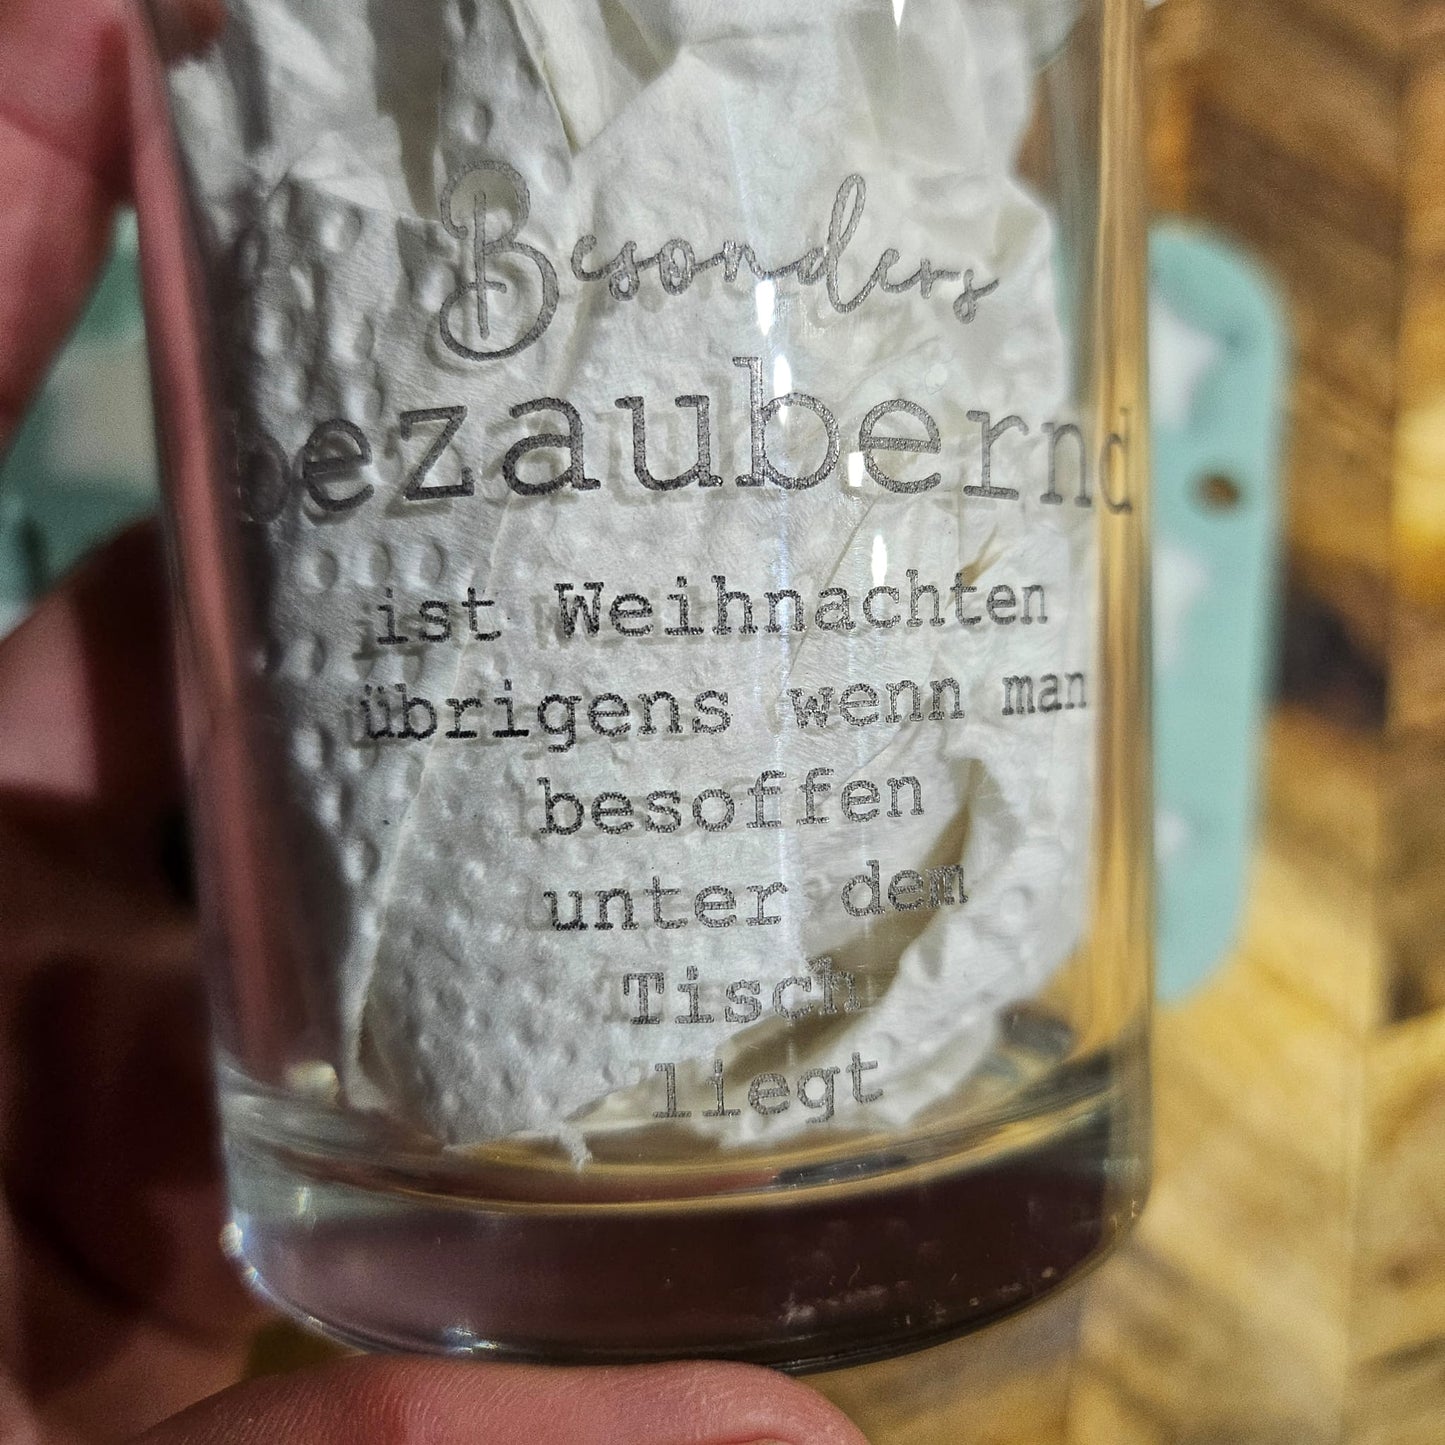 Besonders
bezaubernd
ist Weihnachten
übrigens wenn man
besoffen
unter dem
Tisch
liegt